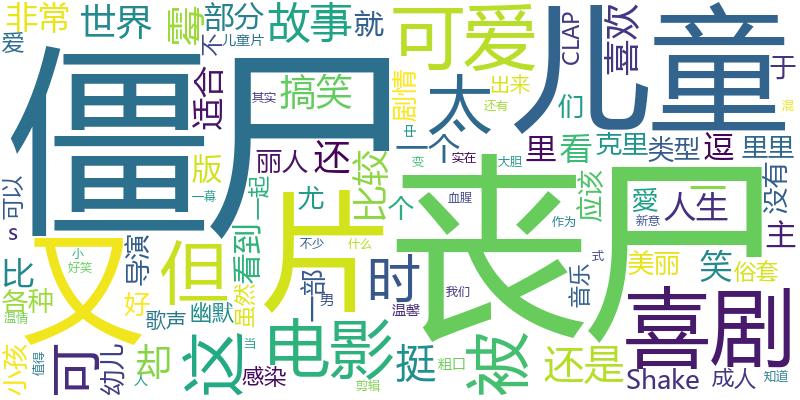 非常
世界
霉
部分
故事
就
可爱
CLAP
喜欢
儿童
爱
儿童片
不
适合
僵尸
搞笑
剧情
出来
太
们
于
其实
还有
混
中
一个
里
看
克里
类型
逗
里里
版
丽人
还
比较
变
实在
大胆
可以
一幕
尤
片
个
血腥
丧尸
应该
愛
一
人生
没有
s
又
导演
但
看到
一起
不少
什么
作为
新意
主
比
小
好笑
时
音乐
式
美丽
笑
俗套
各种
好
歌声
幽默
虽然
一部
男
电影
温馨
我们
喜剧
温情
小孩
值得
可
幼儿
人
却
这
当
感染
挺
剪辑
被
粗口
还是
Shake
成人
知道